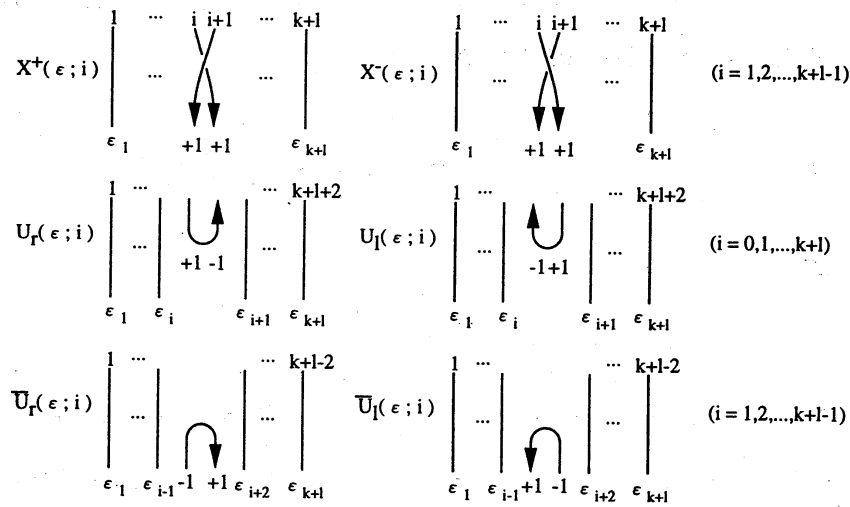 1 ... i i+1 ... k+l 1 ... i i+1 ... k+l
X⁺(ε;i) ... ... X⁻(ε;i) ... ... (i = 1,2,...,k+l-1)
ε₁ +1 +1 ε_{k+l} ε₁ +1 +1 ε_{k+l}
1 ... ... k+l+2 1 ... ... k+l+2
U_r(ε;i) ... ... U_l(ε;i) ... ... (i = 0,1,...,k+l)
+1 -1 -1 +1
ε₁ ε_i ε_{i+1} ε_{k+l} ε₁ ε_i ε_{i+1} ε_{k+l}
1 ... ... k+l-2 1 ... ... k+l-2
U̅_r(ε;i) ... ... U̅_l(ε;i) ... ... (i = 1,2,...,k+l-1)
ε₁ ε_{i-1} -1 +1 ε_{i+2} ε_{k+l} ε₁ ε_{i-1} +1 -1 ε_{i+2} ε_{k+l}